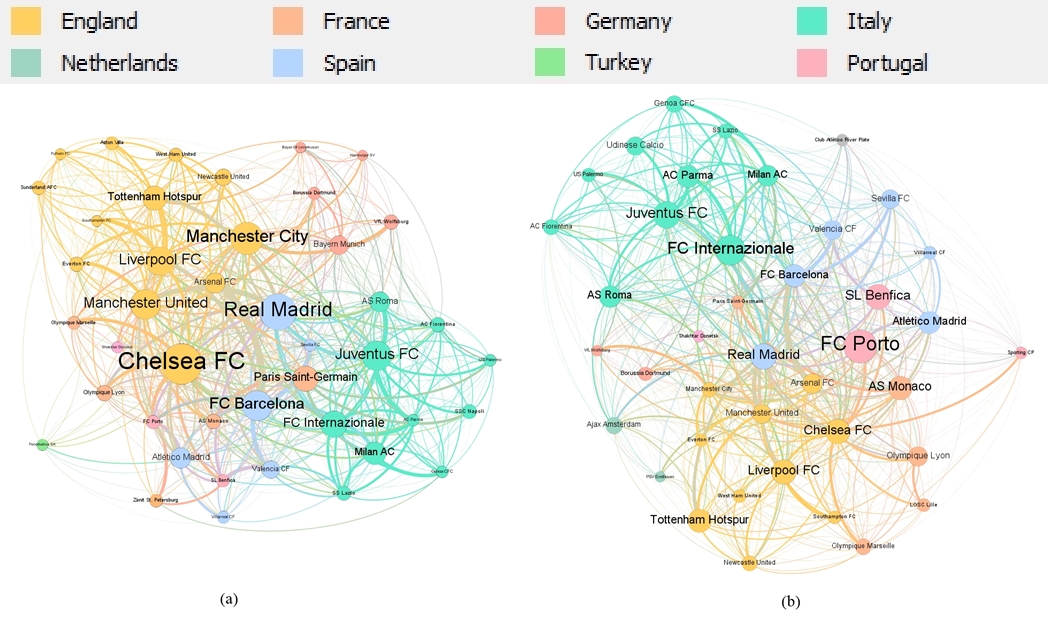 England France Germany Italy
Netherlands Spain Turkey Portugal
Aston Villa
Fulham FC
West Ham United
Sunderland AFC
Newcastle United
Tottenham Hotspur
Southampton FC
Manchester City
Liverpool FC
Everton FC
Arsenal FC
Manchester United
Olympique Marseille
Shakhtar Donetsk
Chelsea FC
Olympique Lyon
FC Porto
AS Monaco
Fenerbahce SK
Atlético Madrid
SL Benfica
Zenit St. Petersburg
Villarreal CF
Valencia CF
Bayer 04 Leverkusen
Hamburger SV
Borussia Dortmund
VfL Wolfsburg
Bayern Munich
Real Madrid
AS Roma
AC Fiorentina
Sevilla FC
Juventus FC
US Palermo
Paris Saint-Germain
FC Barcelona
FC Internazionale
AC Parma
SSC Napoli
Milan AC
Genoa CFC
SS Lazio
(a)
Genoa CFC
SS Lazio
Club Atlético River Plate
Udinese Calcio
US Palermo
AC Parma
Milan AC
Sevilla FC
Juventus FC
AC Fiorentina
Valencia CF
FC Internazionale
Villarreal CF
FC Barcelona
AS Roma
Paris Saint-Germain
SL Benfica
Atlético Madrid
Shakhtar Donetsk
FC Porto
VfL Wolfsburg
Real Madrid
Sporting CP
Borussia Dortmund
Manchester City
Arsenal FC
AS Monaco
Manchester United
Ajax Amsterdam
Chelsea FC
Everton FC
Olympique Lyon
PSV Eindhoven
Liverpool FC
West Ham United
LOSC Lille
Tottenham Hotspur
Southampton FC
Olympique Marseille
Newcastle United
(b)